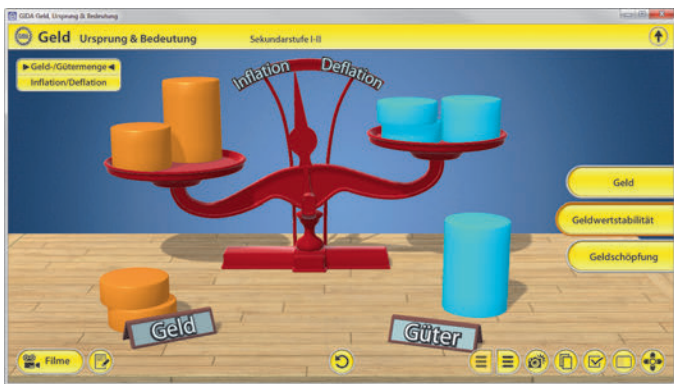 GIDA Geld, Ursprung & Bedeutung
Geld Ursprung & Bedeutung Sekundarstufe I-II
▶ Geld-/Gütermenge ◀
Inflation/Deflation
Inflation Deflation
Geld
Geldwertstabilität
Geldschöpfung
Geld
Güter
Filme